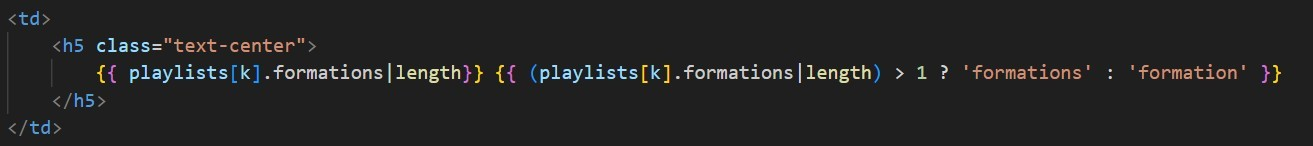 <td>
<h5 class="text-center">
{{ playlists[k].formations|length}} {{ (playlists[k].formations|length) > 1 ? 'formations' : 'formation' }}
</h5>
</td>